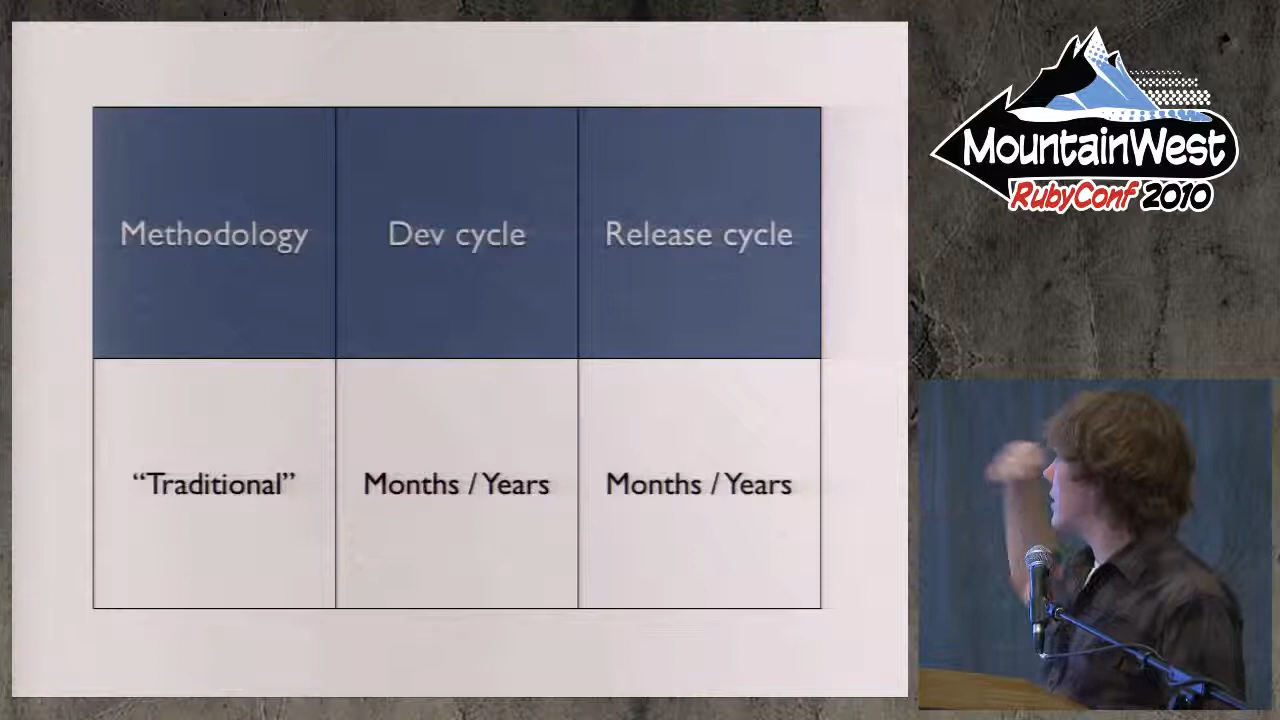 Methodology
Dev cycle
Release cycle
“Traditional”
Months / Years
Months / Years
MountainWest
RubyConf 2010